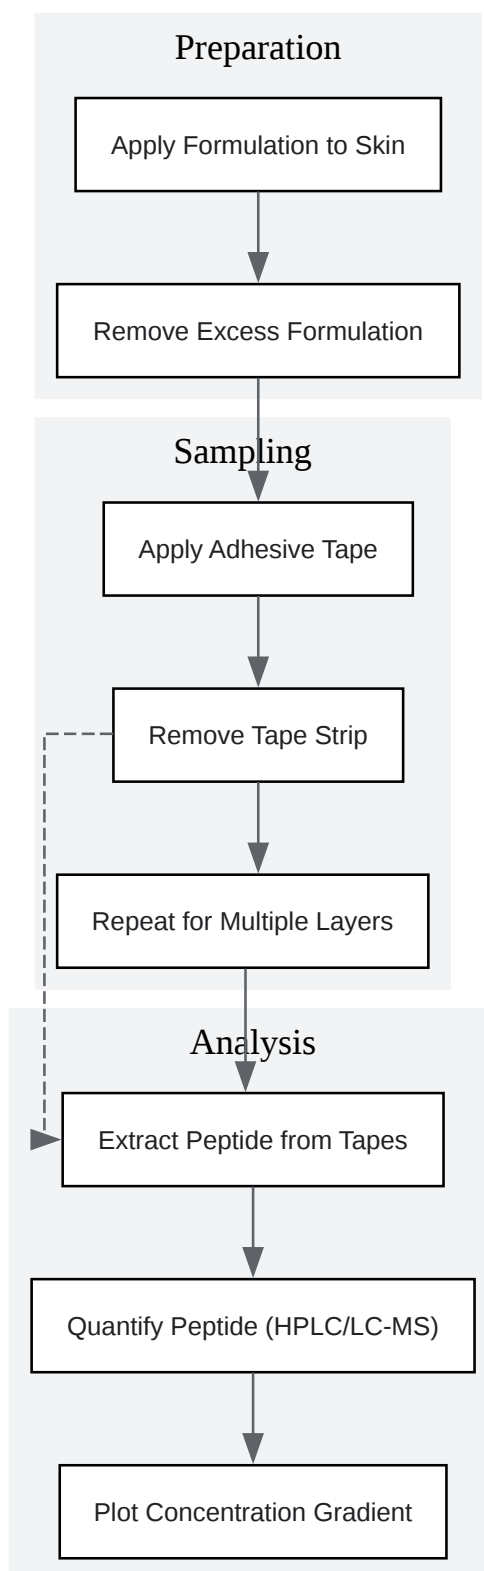 Preparation
Apply Formulation to Skin
Remove Excess Formulation
Sampling
Apply Adhesive Tape
Remove Tape Strip
Repeat for Multiple Layers
Analysis
Extract Peptide from Tapes
Quantify Peptide (HPLC/LC-MS)
Plot Concentration Gradient